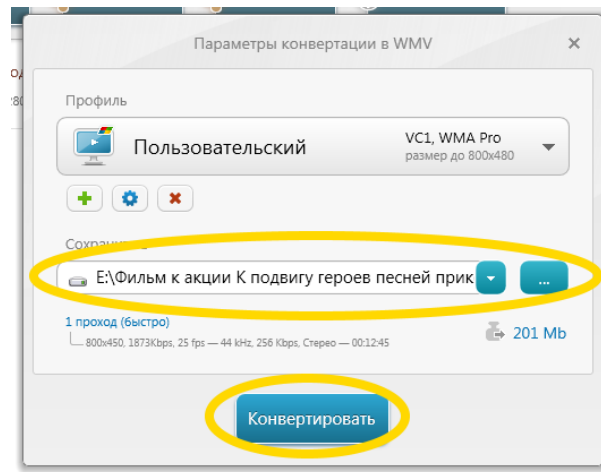 Параметры конвертации в WMV
Профиль
Пользовательский
VC1, WMA Pro
размер до 800x480
E:\Фильм к акции К подвигу героев песней прик
...
1 проход (быстро)
800x450, 1873Kbps, 25 fps — 44 kHz, 256 Kbps, Стерео — 00:12:45
201 Mb
Конвертировать